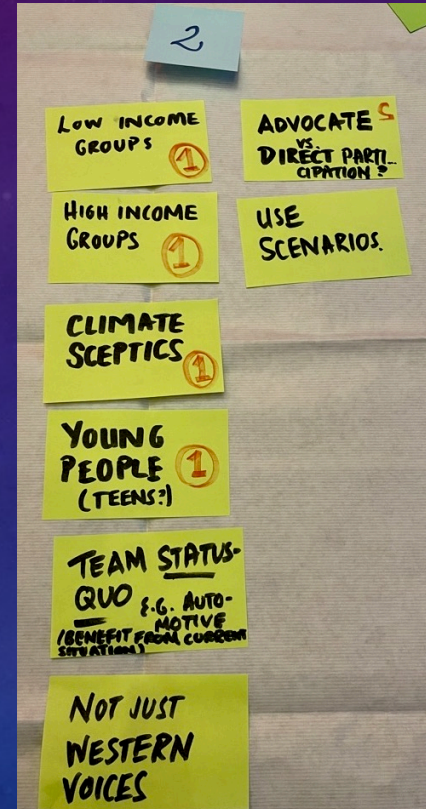 2
LOW INCOME
GROUPS
1
HIGH INCOME
GROUPS
1
CLIMATE
SCEPTICS
1
YOUNG
PEOPLE
1
(TEENS?)
TEAM STATUS-
QUO E.G. AUTO-
MOTIVE
(BENEFIT FROM CURRENT
SITUATION)
NOT JUST
WESTERN
VOICES
ADVOCATE
VS.
DIRECT PARTI...
CIPATION?
USE
SCENARIOS.